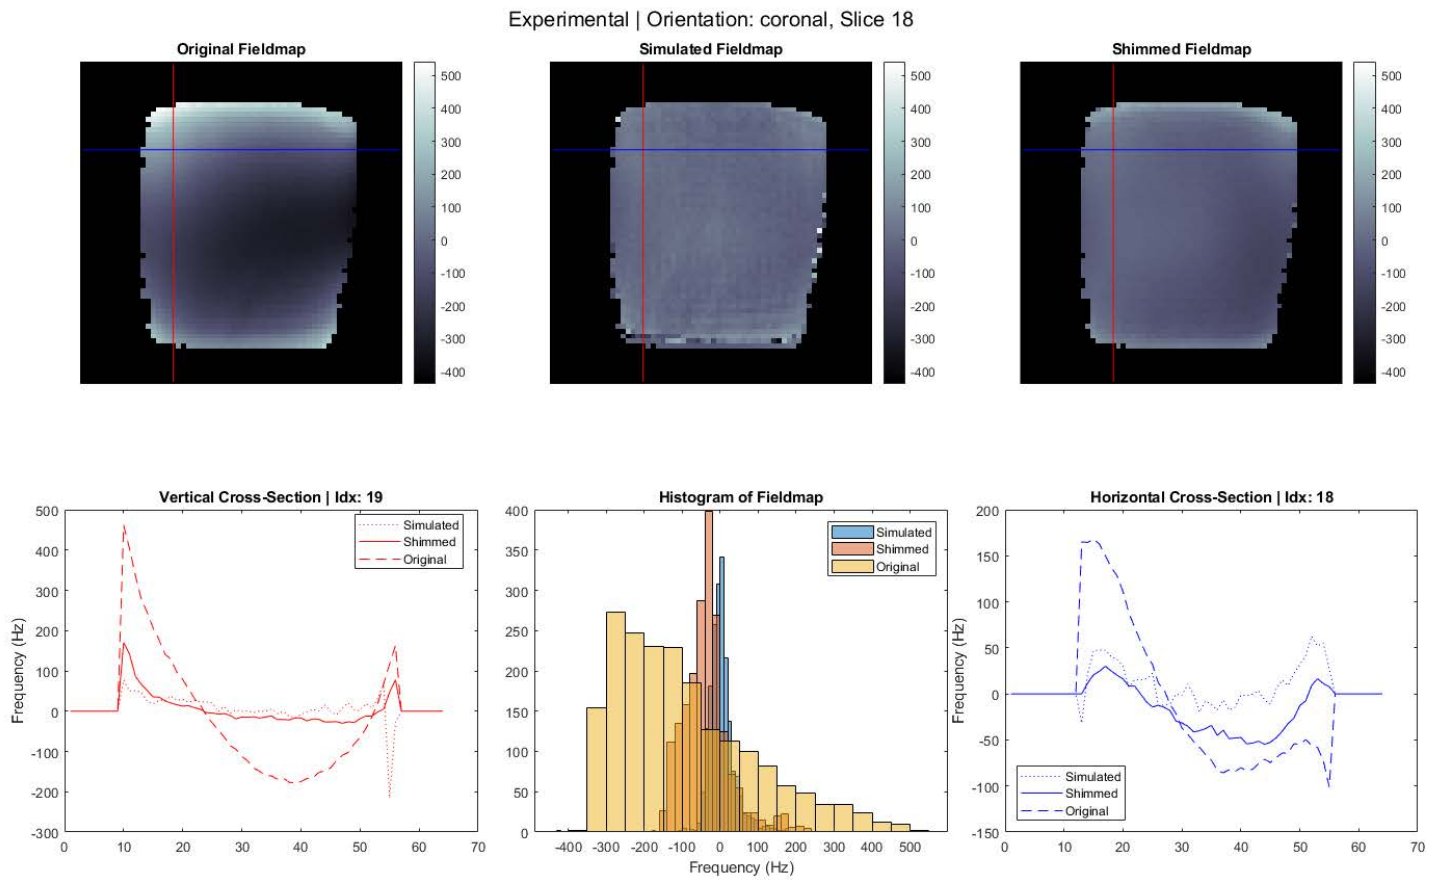 Experimental | Orientation: coronal, Slice 18
Original Fieldmap
500
400
300
200
100
0
-100
-200
-300
-400
Simulated Fieldmap
500
400
300
200
100
0
-100
-200
-300
-400
Shimmed Fieldmap
500
400
300
200
100
0
-100
-200
-300
-400
Vertical Cross-Section | Idx: 19
Frequency (Hz)
500
400
300
200
100
0
-100
-200
-300
0 10 20 30 40 50 60 70
Simulated
Shimmed
Original
Histogram of Fieldmap
400
350
300
250
200
150
100
50
0
-400 -300 -200 -100 0 100 200 300 400 500
Frequency (Hz)
Simulated
Shimmed
Original
Horizontal Cross-Section | Idx: 18
Frequency (Hz)
200
150
100
50
0
-50
-100
-150
0 10 20 30 40 50 60 70
Simulated
Shimmed
Original